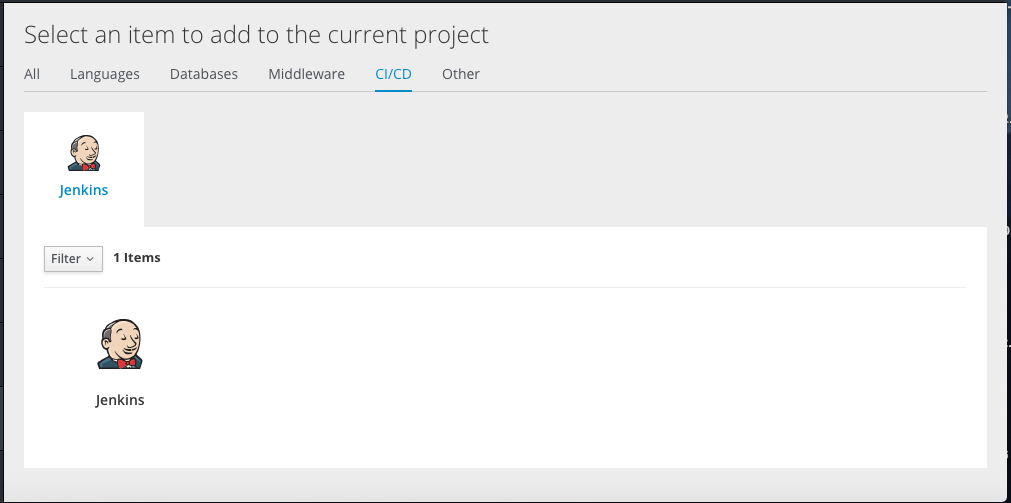 Select an item to add to the current project
All Languages Databases Middleware CI/CD Other
Jenkins
Filter 1 Items
Jenkins